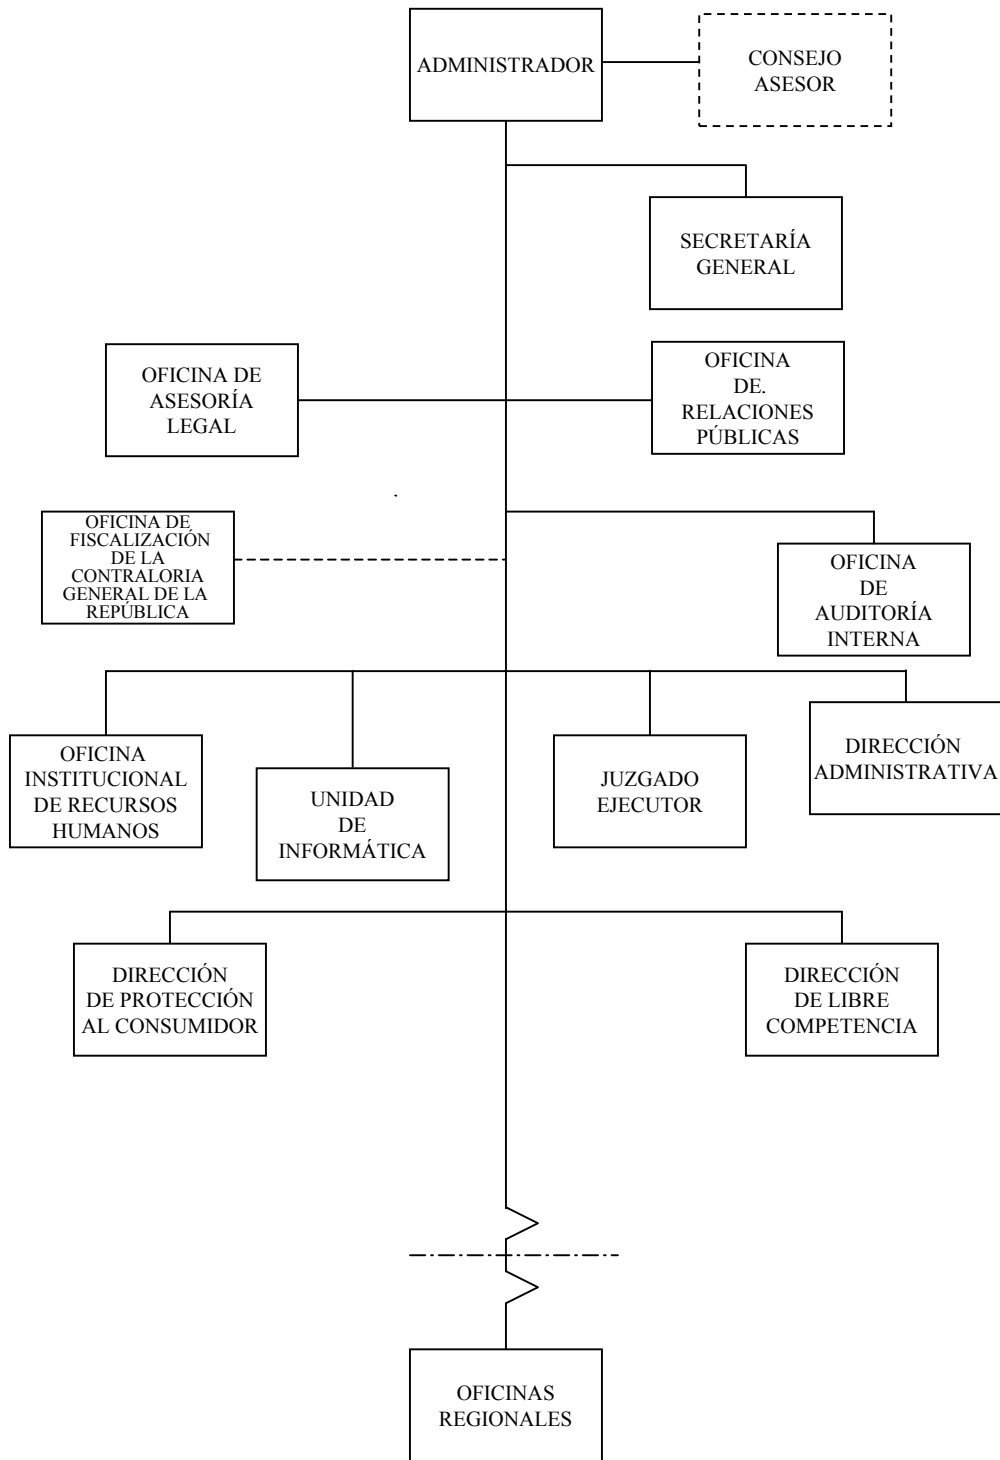 ADMINISTRADOR
CONSEJO
ASESOR
SECRETARÍA
GENERAL
OFICINA DE
ASESORÍA
LEGAL
OFICINA
DE.
RELACIONES
PÚBLICAS
OFICINA DE
FISCALIZACIÓN
DE LA
CONTRALORIA
GENERAL DE LA
REPÚBLICA
OFICINA
DE
AUDITORÍA
INTERNA
OFICINA
INSTITUCIONAL
DE RECURSOS
HUMANOS
UNIDAD
DE
INFORMÁTICA
JUZGADO
EJECUTOR
DIRECCIÓN
ADMINISTRATIVA
DIRECCIÓN
DE PROTECCIÓN
AL CONSUMIDOR
DIRECCIÓN
DE LIBRE
COMPETENCIA
OFICINAS
REGIONALES